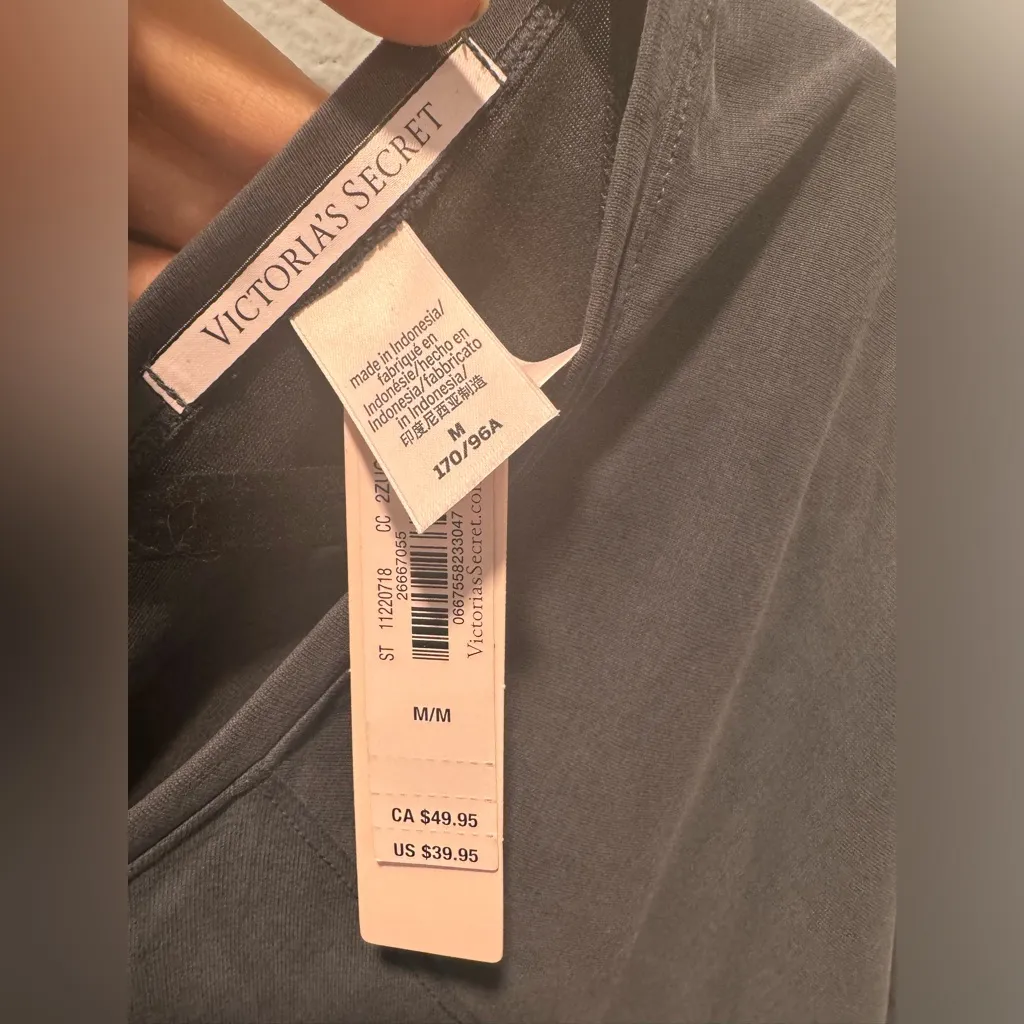 VICTORIA'S SECRET
made in Indonesia/
fabriqué en
Indonésie/hecho en
Indonesia/fabbricato
in Indonesia/
印度尼西亚制造
M
170/96A
ST 11220718 CC
26667055
0667558233047
VictoriasSecret.co
M/M
CA $49.95
US $39.95